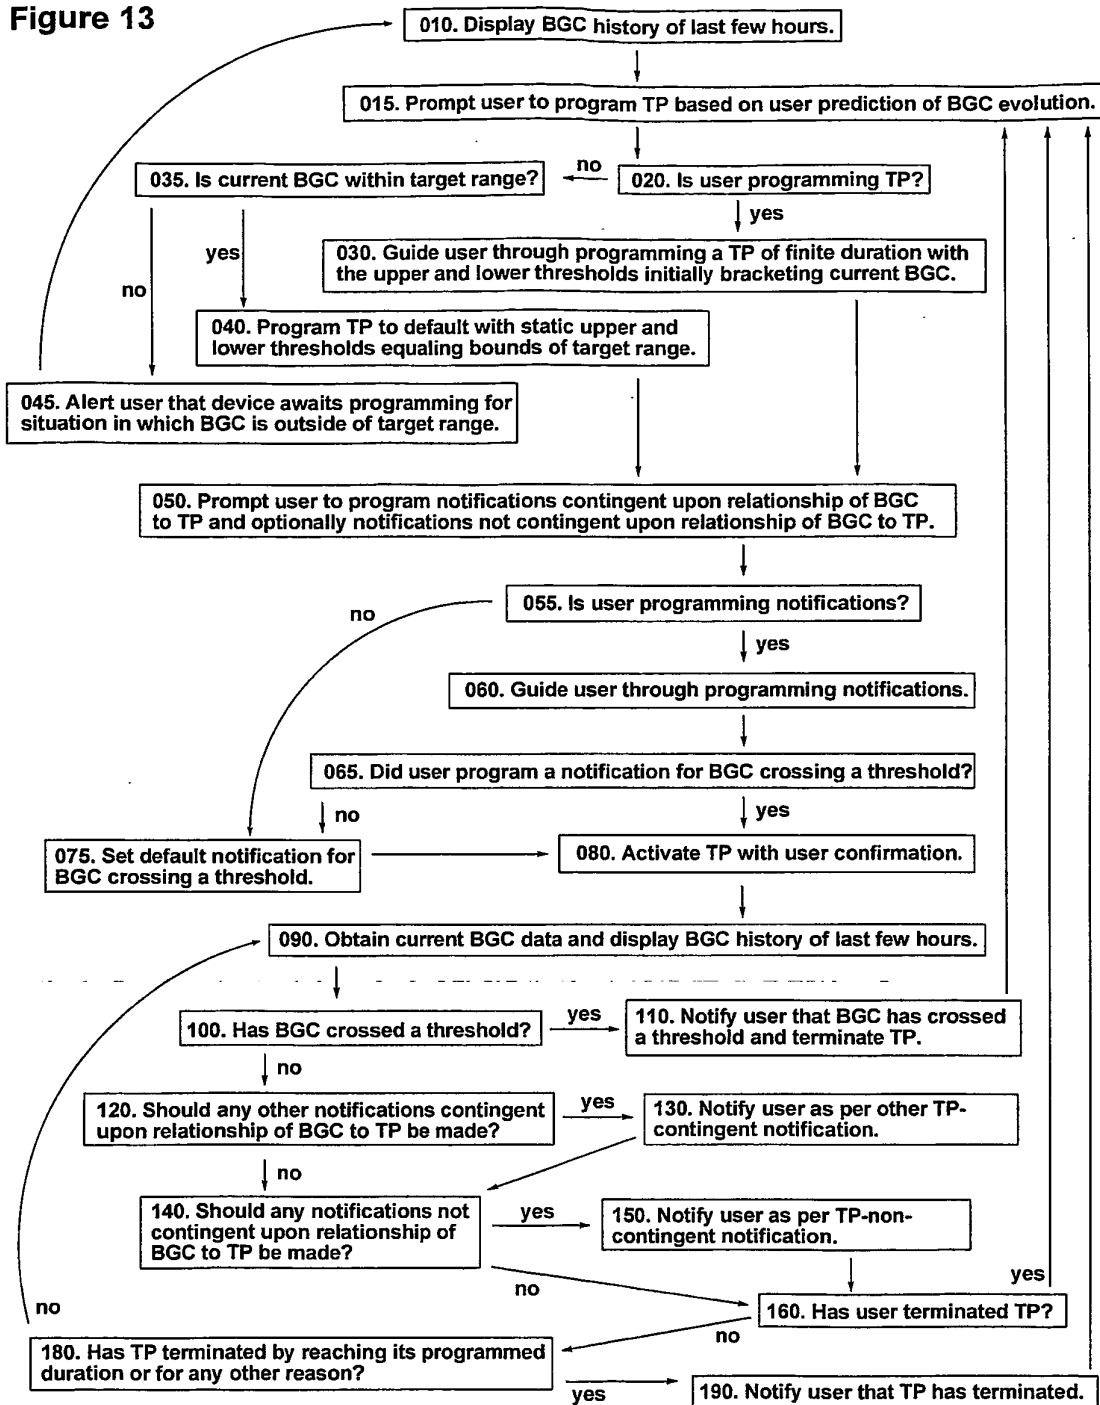 Figure 13
010. Display BGC history of last few hours.
015. Prompt user to program TP based on user prediction of BGC evolution.
035. Is current BGC within target range?
no
020. Is user programming TP?
yes
yes
030. Guide user through programming a TP of finite duration with
the upper and lower thresholds initially bracketing current BGC.
no
040. Program TP to default with static upper and
lower thresholds equaling bounds of target range.
045. Alert user that device awaits programming for
situation in which BGC is outside of target range.
050. Prompt user to program notifications contingent upon relationship of BGC
to TP and optionally notifications not contingent upon relationship of BGC to TP.
055. Is user programming notifications?
no
yes
060. Guide user through programming notifications.
065. Did user program a notification for BGC crossing a threshold?
no
yes
075. Set default notification for
BGC crossing a threshold.
080. Activate TP with user confirmation.
090. Obtain current BGC data and display BGC history of last few hours.
100. Has BGC crossed a threshold?
yes
110. Notify user that BGC has crossed
a threshold and terminate TP.
no
120. Should any other notifications contingent
upon relationship of BGC to TP be made?
yes
130. Notify user as per other TP-
contingent notification.
no
140. Should any notifications not
contingent upon relationship of
BGC to TP be made?
yes
150. Notify user as per TP-non-
contingent notification.
no
yes
160. Has user terminated TP?
no
no
180. Has TP terminated by reaching its programmed
duration or for any other reason?
yes
190. Notify user that TP has terminated.